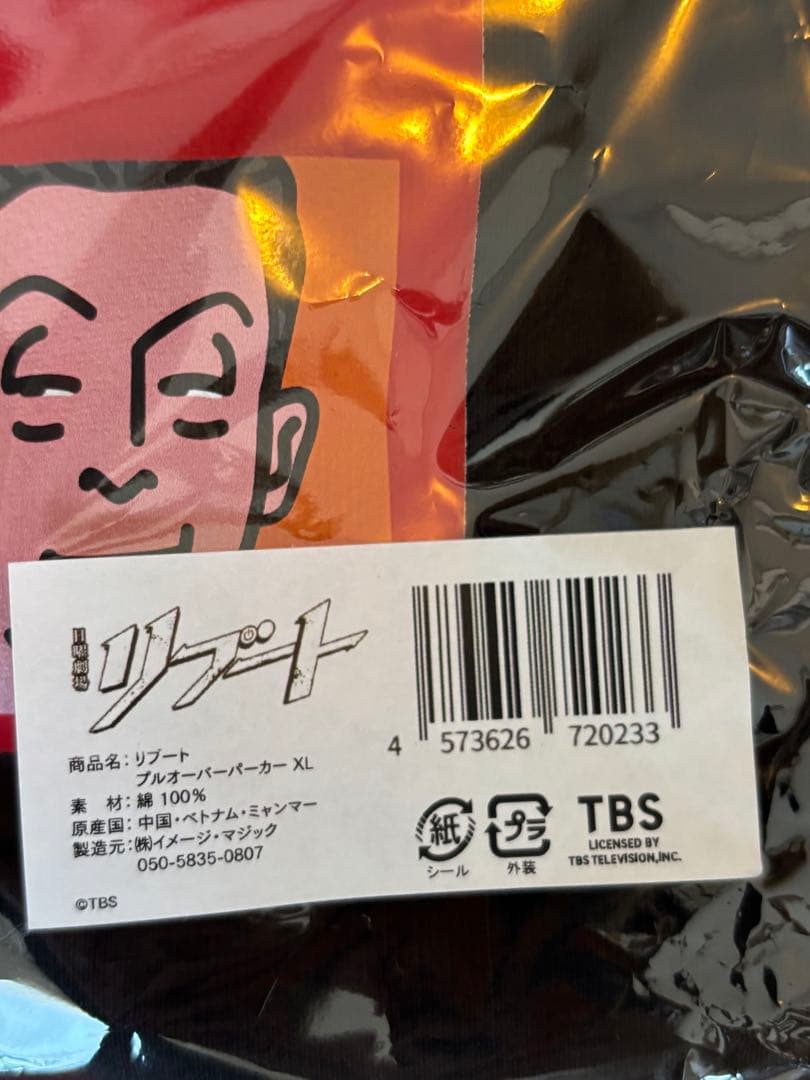 日曜劇場
リブート
4 573626 720233
商品名：リブート
プルオーバーパーカー XL
素　材：綿 100%
原産国：中国・ベトナム・ミャンマー
製造元：㈱イメージ・マジック
050-5835-0807
©TBS
紙
シール
プラ
外装
TBS
LICENSED BY
TBS TELEVISION,INC.